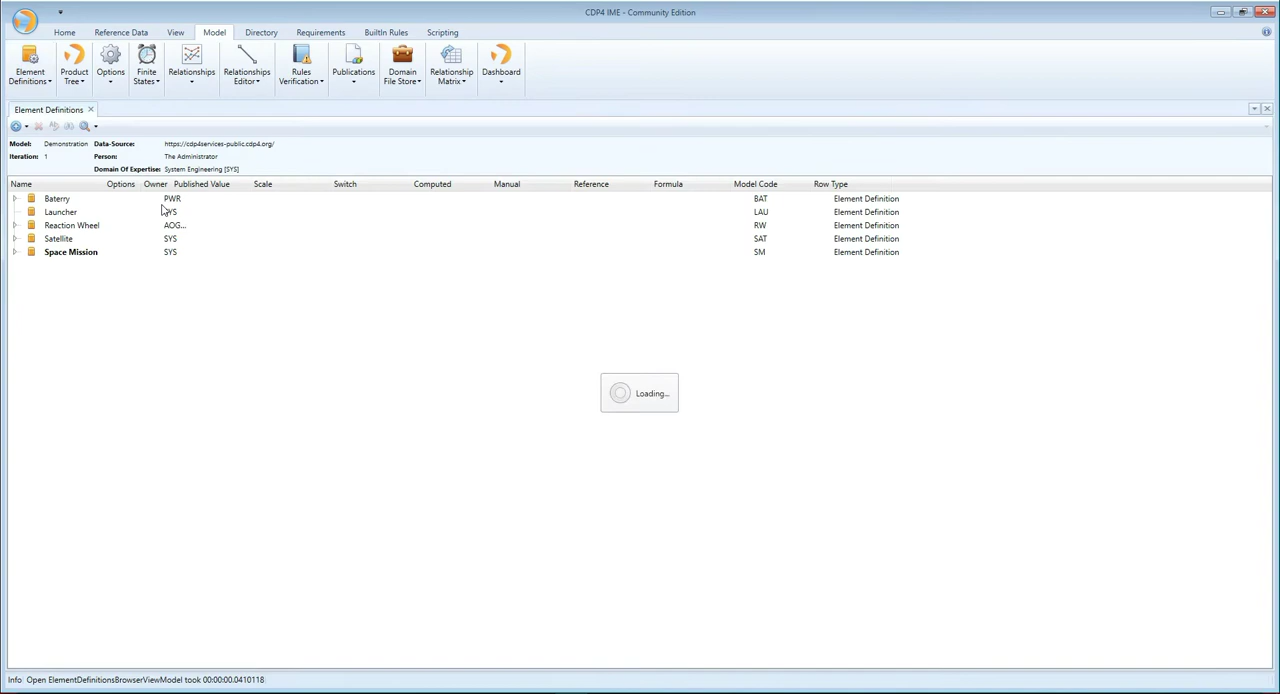 CDP4 IME - Community Edition
Home Reference Data View Model Directory Requirements BuiltIn Rules Scripting
Element Definitions Product Tree Options Finite States Relationships Relationships Editor Rules Verification Publications Domain File Store Relationship Matrix Dashboard
Element Definitions
Model: Demonstration Data-Source: https://cdp4services-public.cdp4.org/
Iteration: 1 Person: The Administrator
Domain Of Expertise: System Engineering [SYS]
Name Options Owner Published Value Scale Switch Computed Manual Reference Formula Model Code Row Type
Baterry PWR BAT Element Definition
Launcher SYS LAU Element Definition
Reaction Wheel AOG... RW Element Definition
Satellite SYS SAT Element Definition
Space Mission SYS SM Element Definition
Loading...
Info Open ElementDefinitionsBrowserViewModel took 00:00:00.0410118